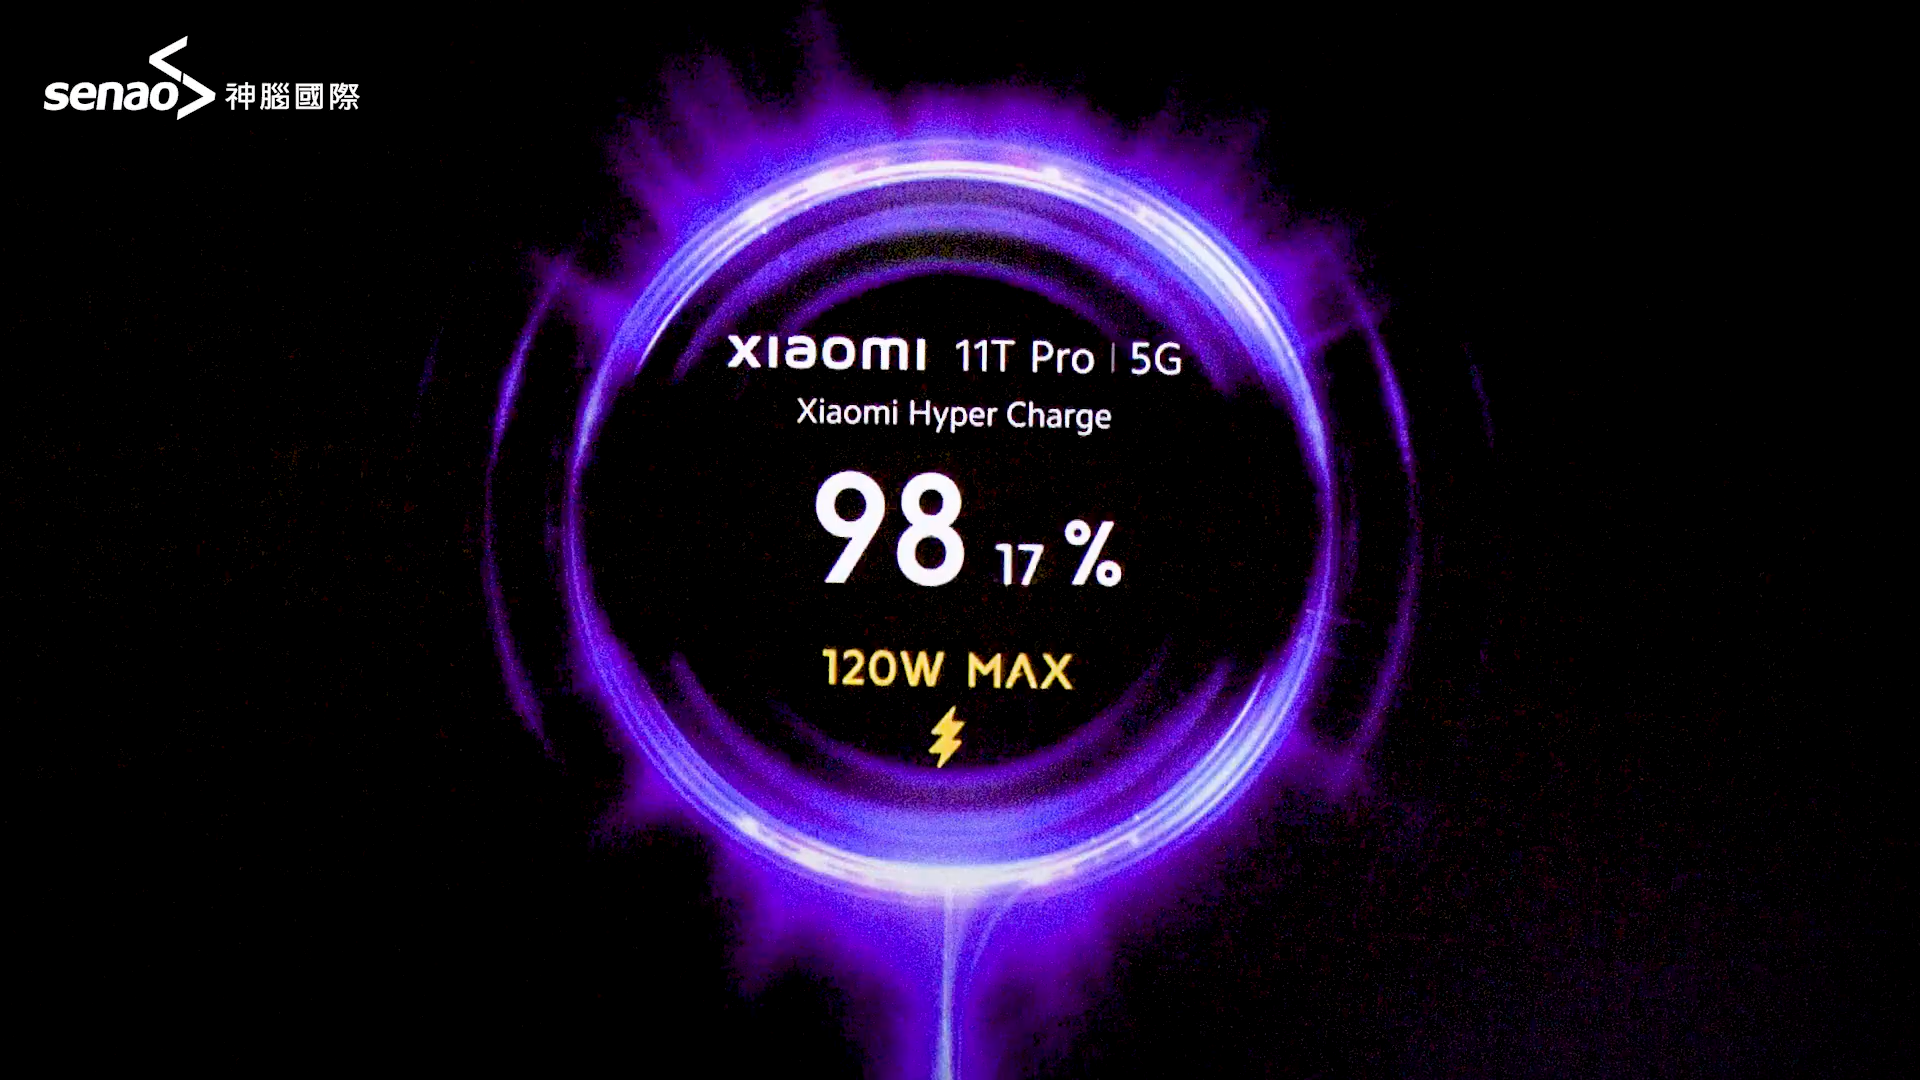 senao 神腦國際
xiaomi 11T Pro | 5G
Xiaomi Hyper Charge
98 17 %
120W MAX